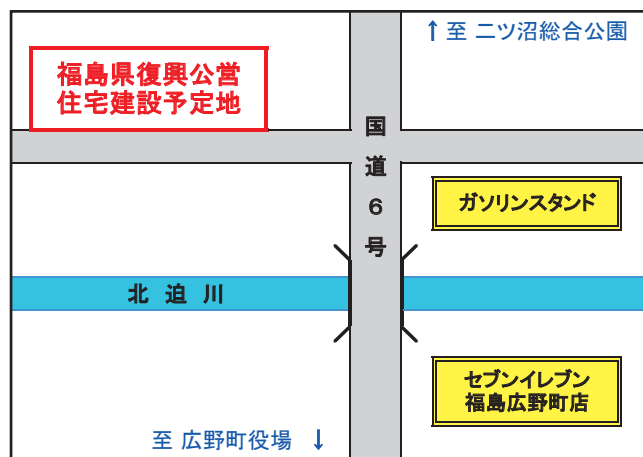 ↑ 至 二ツ沼総合公園
福島県復興公営
住宅建設予定地
国道６号
ガソリンスタンド
北迫川
セブンイレブン
福島広野町店
至 広野町役場 ↓